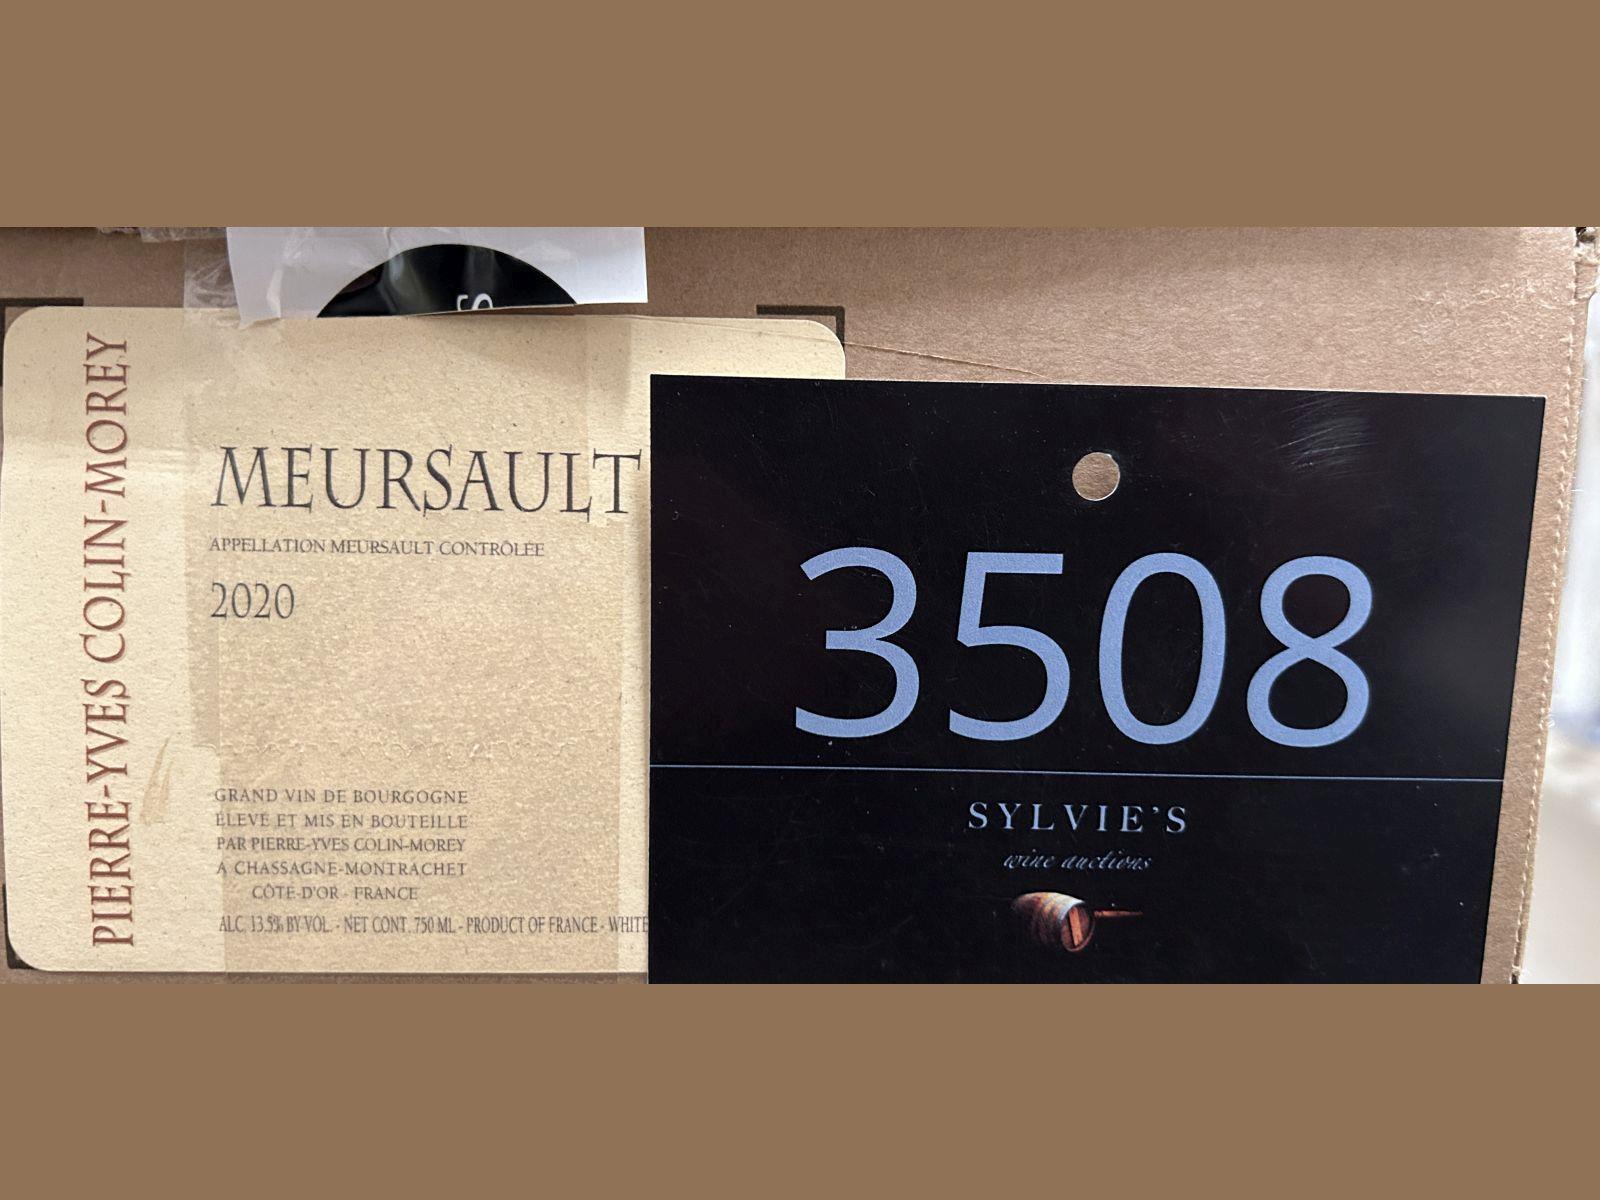 S
PIERRE-YVES COLIN-MOREY
MEURSAULT
APPELLATION MEURSAULT CONTRÔLÉE
2020
GRAND VIN DE BOURGOGNE
ÉLEVÉ ET MIS EN BOUTEILLE
PAR PIERRE-YVES COLIN-MOREY
A CHASSAGNE-MONTRACHET
CÔTE-D'OR - FRANCE
ALC. 13.5% BY VOL. - NET CONT. 750 ML - PRODUCT OF FRANCE - WHITE
3508
SYLVIE'S
wine auctions